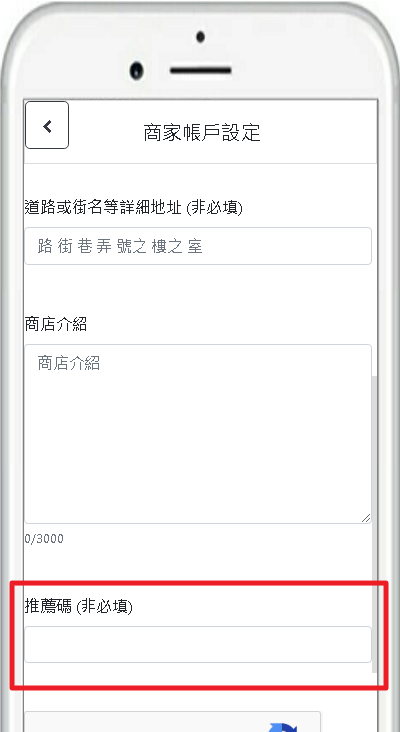 商家帳戶設定
道路或街名等詳細地址 (非必填)
路 街 巷 弄 號之 樓之 室
商店介紹
商店介紹
0/3000
推薦碼 (非必填)